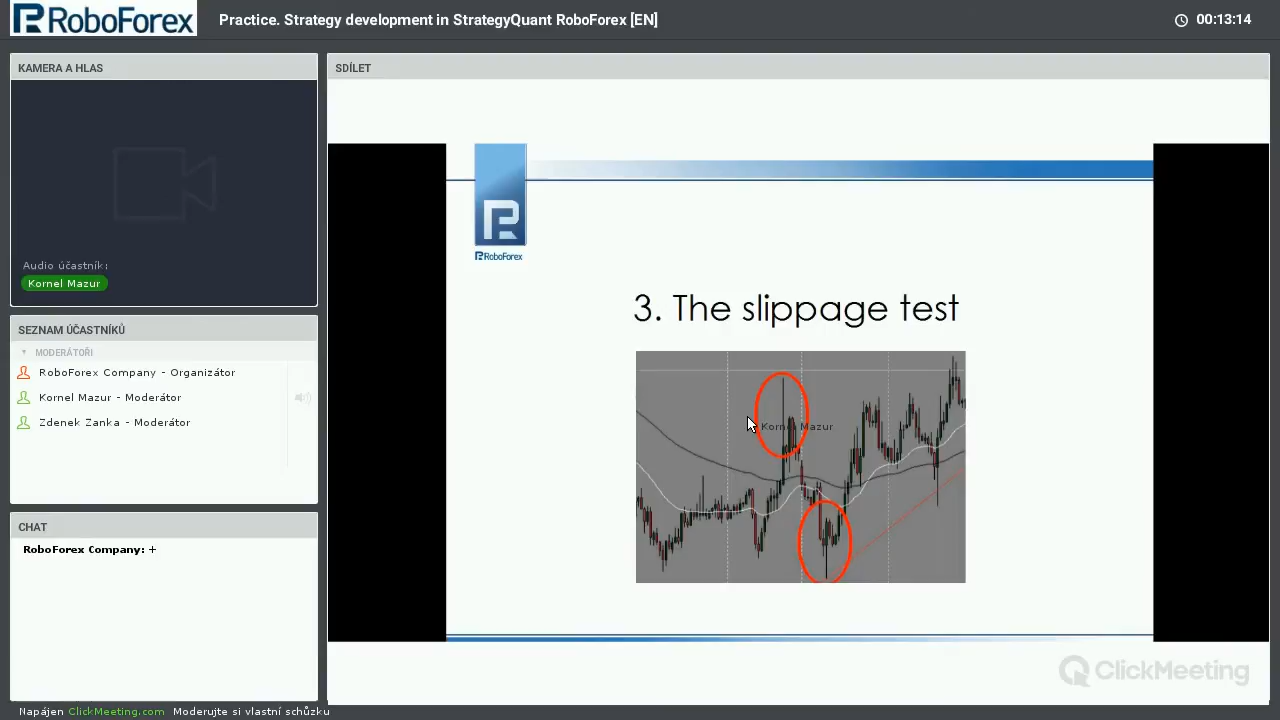 RoboForex
Practice. Strategy development in StrategyQuant RoboForex [EN]
00:13:14
KAMERA A HLAS
Audio účastník:
Kornel Mazur
SEZNAM ÚČASTNÍKŮ
MODERÁTOŘI
RoboForex Company - Organizátor
Kornel Mazur - Moderátor
Zdenek Zanka - Moderátor
CHAT
RoboForex Company: +
SDÍLET
RoboForex
3. The slippage test
Kornel Mazur
ClickMeeting
Napájen ClickMeeting.com Moderujte si vlastní schůzku